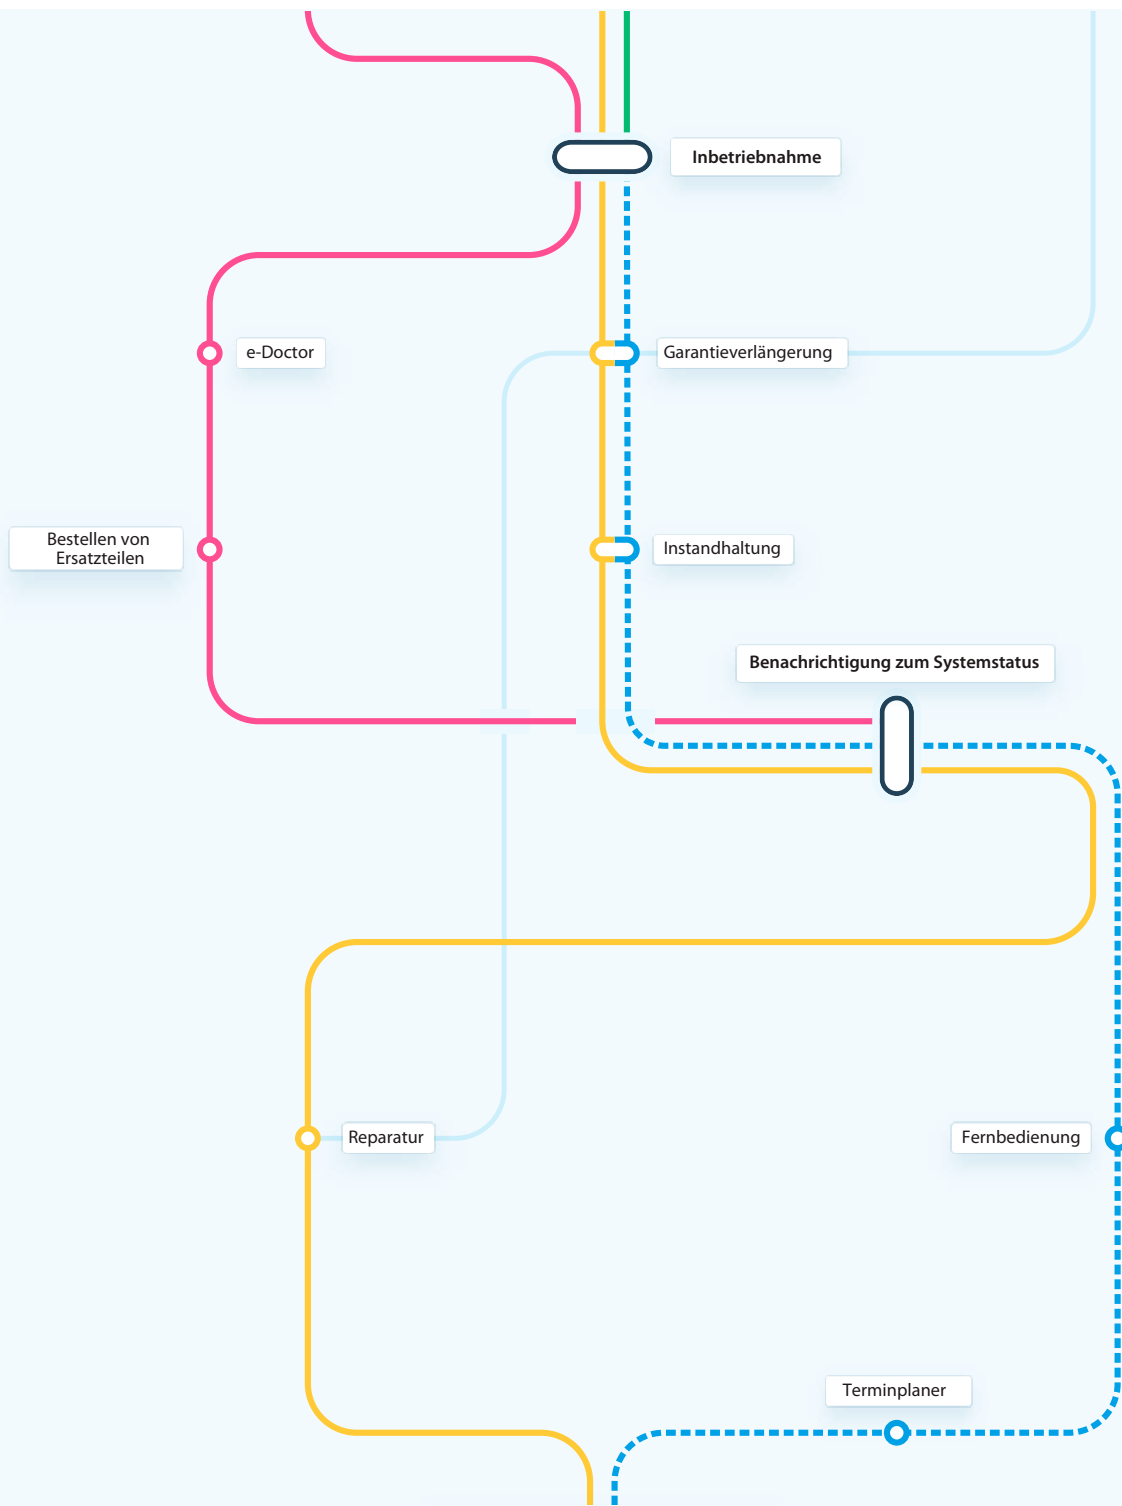 Inbetriebnahme
e-Doctor
Garantieverlängerung
Bestellen von
Ersatzteilen
Instandhaltung
Benachrichtigung zum Systemstatus
Reparatur
Fernbedienung
Terminplaner